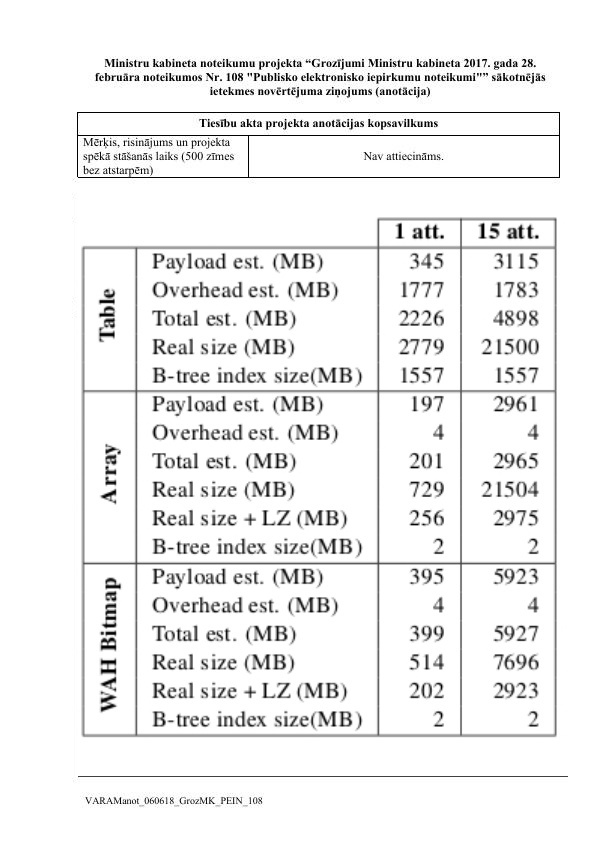 Ministru kabineta noteikumu projekta “Grozījumi Ministru kabineta 2017. gada 28.
februāra noteikumos Nr. 108 "Publisko elektronisko iepirkumu noteikumi"” sākotnējās
ietekmes novērtējuma ziņojums (anotācija)
Tiesību akta projekta anotācijas kopsavilkums
Mērķis, risinājums un projekta
spēkā stāšanās laiks (500 zīmes
bez atstarpēm)
Nav attiecināms.
1 att. 15 att.
Table
Payload est. (MB) 345 3115
Overhead est. (MB) 1777 1783
Total est. (MB) 2226 4898
Real size (MB) 2779 21500
B-tree index size(MB) 1557 1557
Array
Payload est. (MB) 197 2961
Overhead est. (MB) 4 4
Total est. (MB) 201 2965
Real size (MB) 729 21504
Real size + LZ (MB) 256 2975
B-tree index size(MB) 2 2
WAH Bitmap
Payload est. (MB) 395 5923
Overhead est. (MB) 4 4
Total est. (MB) 399 5927
Real size (MB) 514 7696
Real size + LZ (MB) 202 2923
B-tree index size(MB) 2 2
VARAManot_060618_GrozMK_PEIN_108